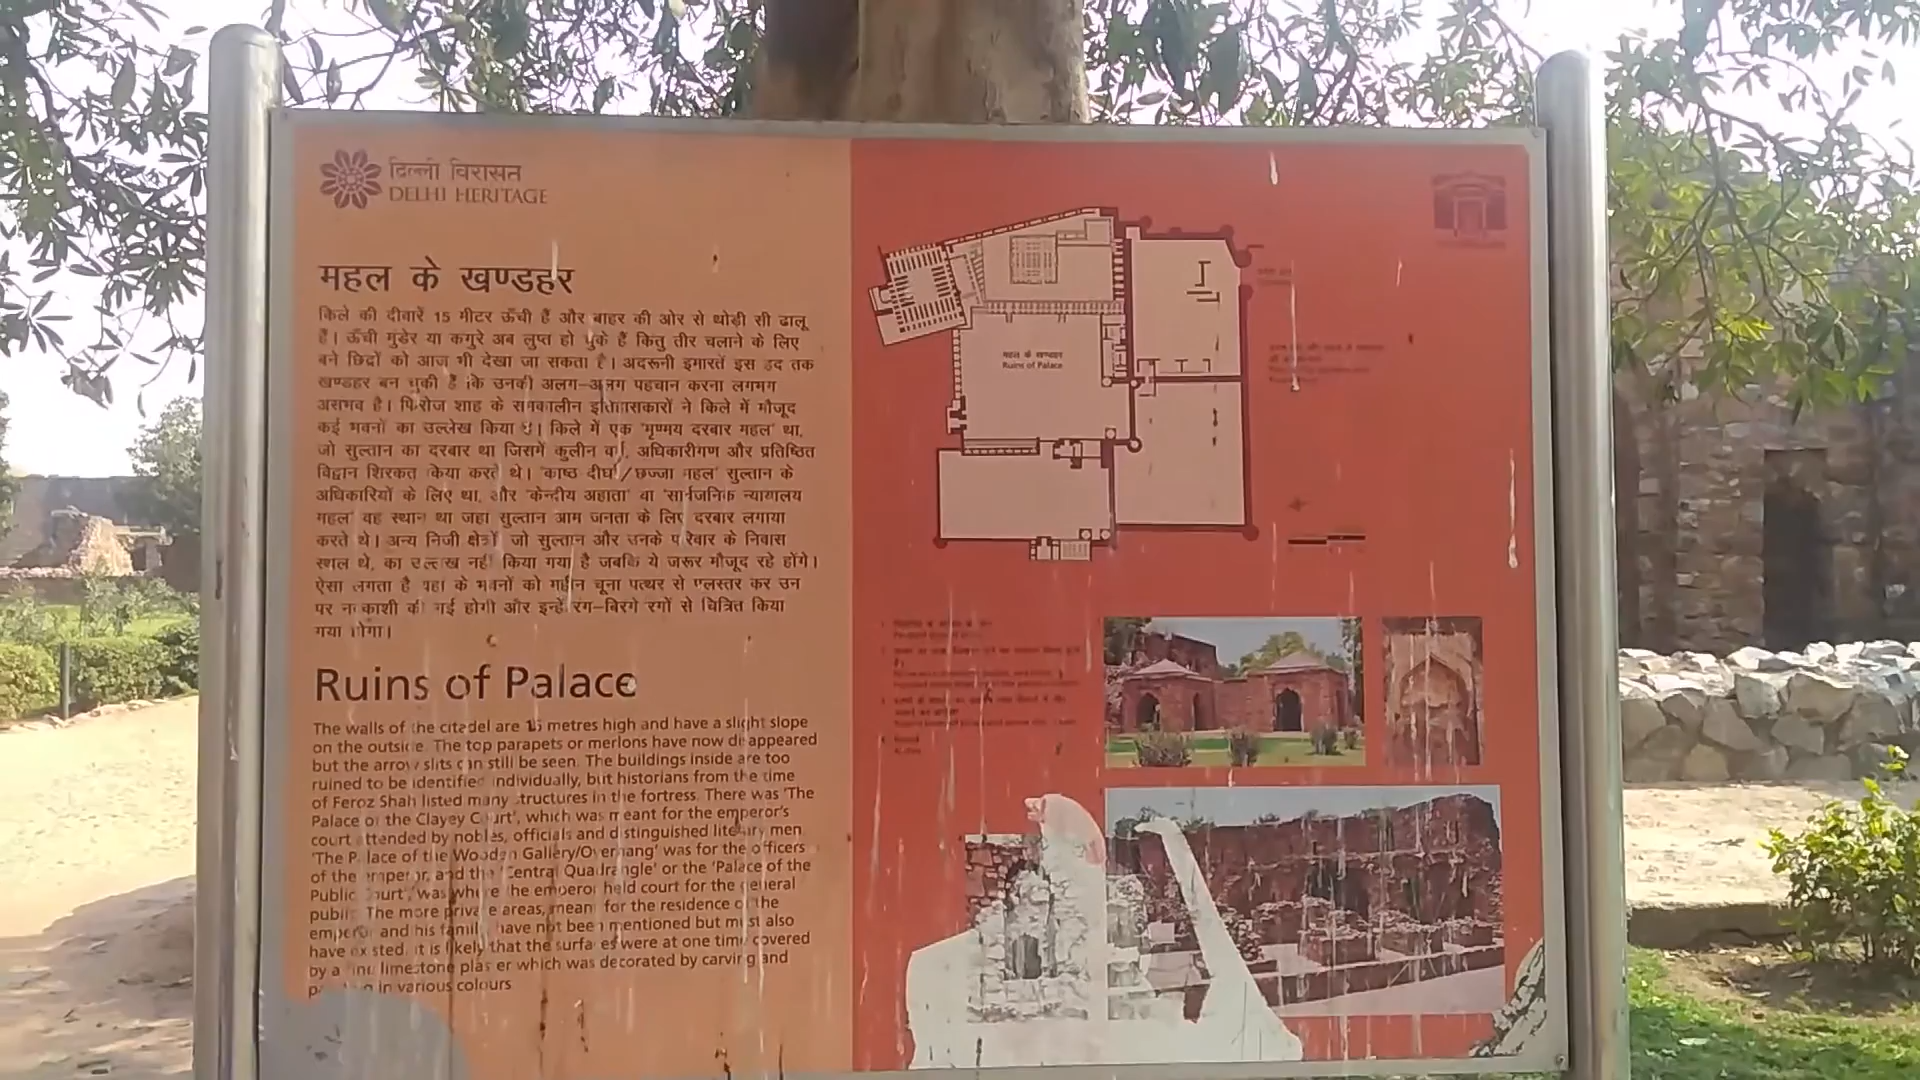 दिल्ली विरासत
DELHI HERITAGE
महल के खण्डहर
किले की दीवारें 15 मीटर ऊँची हैं और बाहर की ओर से थोड़ी सी ढालू
हैं। ऊँची मुंडेर या कगुरे अब लुप्त हो चुके हैं किंतु तीर चलाने के लिए
बने छिद्रों को आज भी देखा जा सकता है। अदरूनी इमारतें इस हद तक
खण्डहर बन चुकी हैं कि उनकी अलग–अलग पहचान करना लगभग
असभव है। फिरोज शाह के समकालीन इतिहासकारों ने किले में मौजूद
कई भवनों का उल्लेख किया है। किले में एक 'मृण्मय दरबार महल' था,
जो सुल्तान का दरबार था जिसमें कुलीन वर्ग, अधिकारीगण और प्रतिष्ठित
विद्वान शिरकत किया करते थे। 'काष्ठ दीर्घा/छज्जा महल' सुल्तान के
अधिकारियों के लिए था, और 'केन्दीय अहाता' वा 'सार्वजनिक न्यायालय
महल' वह स्थान था जहा सुल्तान आम जनता के लिए दरबार लगाया
करते थे। अन्य निजी क्षेत्रों जो सुल्तान और उनके परिवार के निवास
स्थल थे, का उल्लेख नहीं किया गया है जबकि ये जरूर मौजूद रहे होंगे।
ऐसा लगता है यहा के भवनों को महीन चूना पत्थर से पलस्तर कर उन
पर नक्काशी की गई होगी और इन्हें रंग–बिरगे रगों से चित्रित किया
गया होगा।
Ruins of Palace
The walls of the citadel are 15 metres high and have a slight slope
on the outside. The top parapets or merlons have now disappeared
but the arrow slits can still be seen. The buildings inside are too
ruined to be identified individually, but historians from the time
of Feroz Shah listed many structures in the fortress. There was 'The
Palace of the Clayey Court', which was meant for the emperor's
court attended by nobles, officials and distinguished literary men
'The Palace of the Wooden Gallery/Overhang' was for the officers
of the emperor, and the 'Central Quadrangle' or the 'Palace of the
Public Court', was where the emperor held court for the general
public. The more private areas, meant for the residence of the
emperor and his family have not been mentioned but must also
have existed. It is likely that the surfaces were at one time covered
by a fine limestone plaster which was decorated by carving and
in various colours
महल के खण्डहर
Ruins of Palace